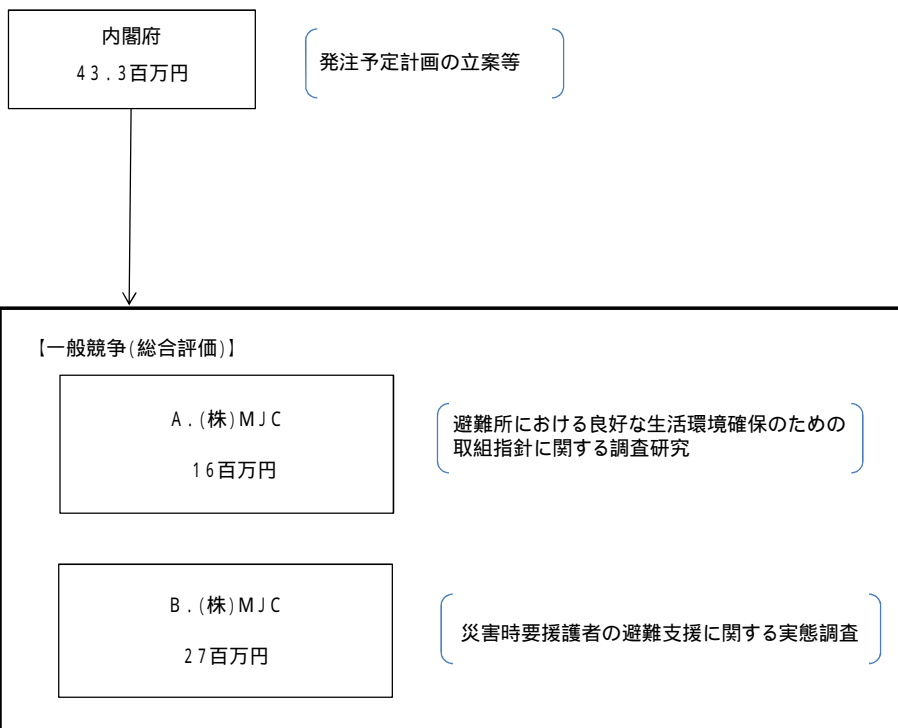 内閣府
43.3百万円
発注予定計画の立案等
【一般競争(総合評価)】
A.(株)MJC
16百万円
避難所における良好な生活環境確保のための
取組指針に関する調査研究
B.(株)MJC
27百万円
災害時要援護者の避難支援に関する実態調査